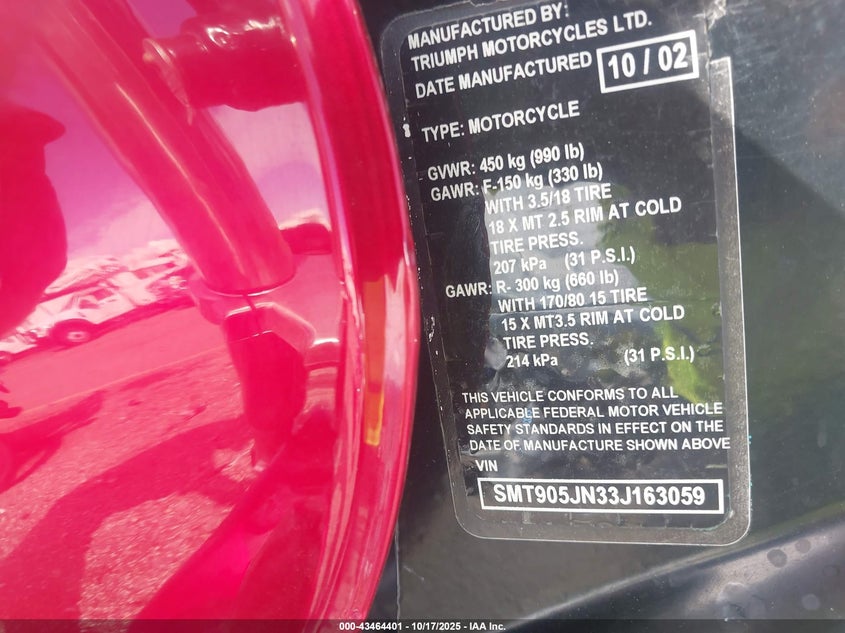 MANUFACTURED BY:
TRIUMPH MOTORCYCLES LTD.
DATE MANUFACTURED 10 / 02
TYPE: MOTORCYCLE
GVWR: 450 kg (990 lb)
GAWR: F-150 kg (330 lb)
WITH 3.5/18 TIRE
18 X MT 2.5 RIM AT COLD
TIRE PRESS.
207 kPa (31 P.S.I.)
GAWR: R- 300 kg (660 lb)
WITH 170/80 15 TIRE
15 X MT3.5 RIM AT COLD
TIRE PRESS.
214 kPa (31 P.S.I.)
THIS VEHICLE CONFORMS TO ALL
APPLICABLE FEDERAL MOTOR VEHICLE
SAFETY STANDARDS IN EFFECT ON THE
DATE OF MANUFACTURE SHOWN ABOVE
VIN
SMT905JN33J163059
000-43464401 - 10/17/2025 - IAA Inc.